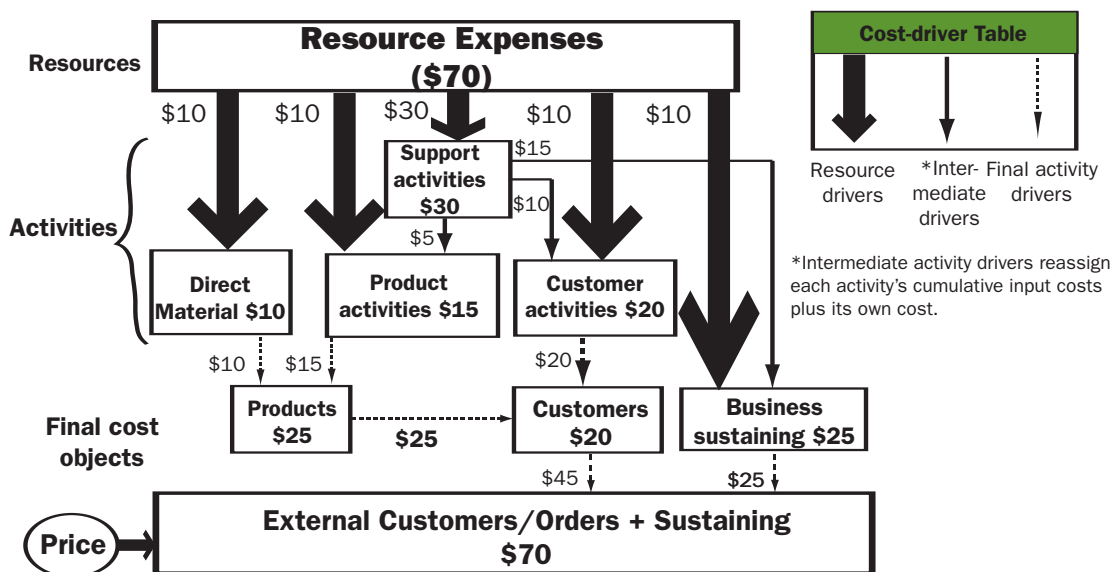 Resource Expenses
($70)
Resources
$10
$10
$30
$10
$10
Cost-driver Table
Resource
drivers
*Inter-
mediate
drivers
Final activity
drivers
*Intermediate activity drivers reassign
each activity's cumulative input costs
plus its own cost.
Activities
Support
activities
$30
$15
$10
$5
Direct
Material $10
Product
activities $15
Customer
activities $20
$10
$15
$20
Final cost
objects
Products
$25
$25
Customers
$20
Business
sustaining $25
$45
$25
Price
External Customers/Orders + Sustaining
$70